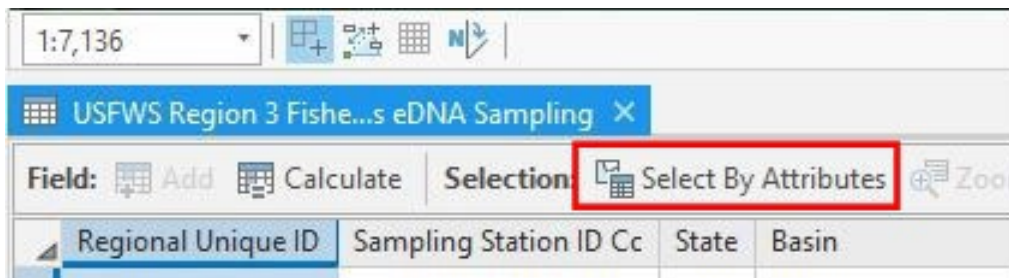 1:7,136
USFWS Region 3 Fishe...s eDNA Sampling
Field: Add Calculate Selection: Select By Attributes
Regional Unique ID Sampling Station ID Cc State Basin